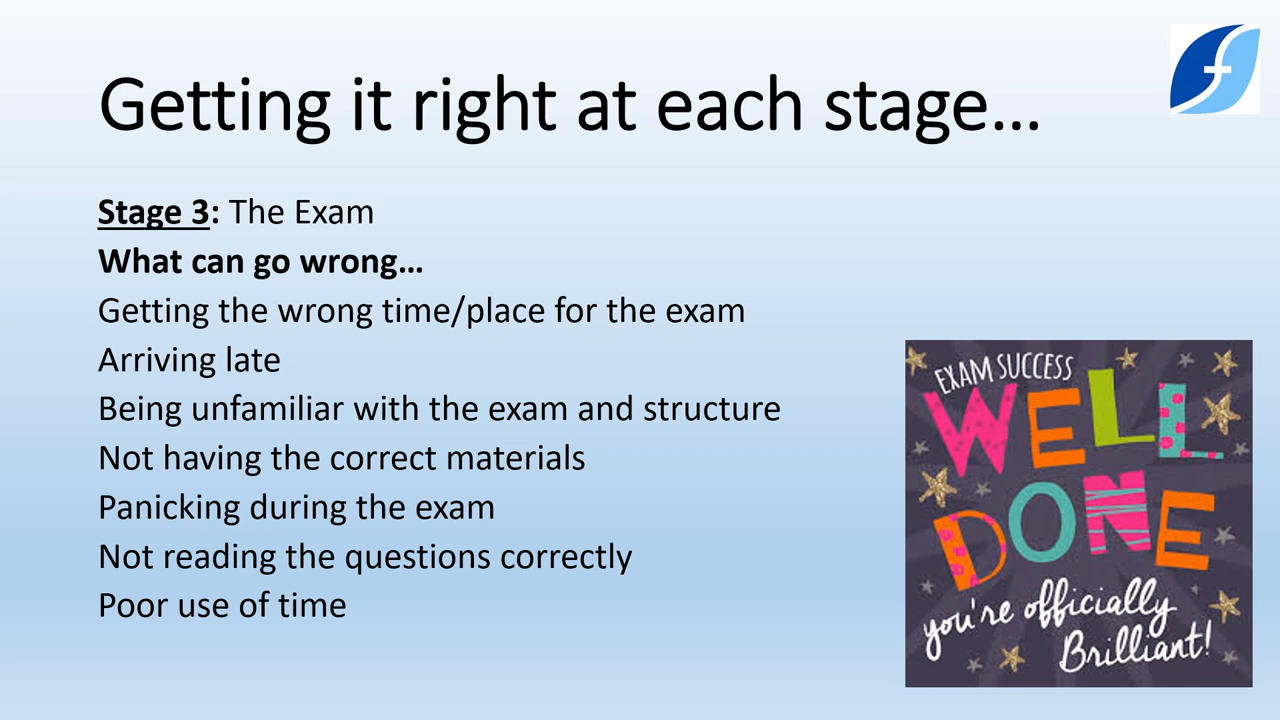 Getting it right at each stage…
Stage 3: The Exam
What can go wrong…
Getting the wrong time/place for the exam
Arriving late
Being unfamiliar with the exam and structure
Not having the correct materials
Panicking during the exam
Not reading the questions correctly
Poor use of time
EXAM SUCCESS
WELL
DONE
you're officially
Brilliant!